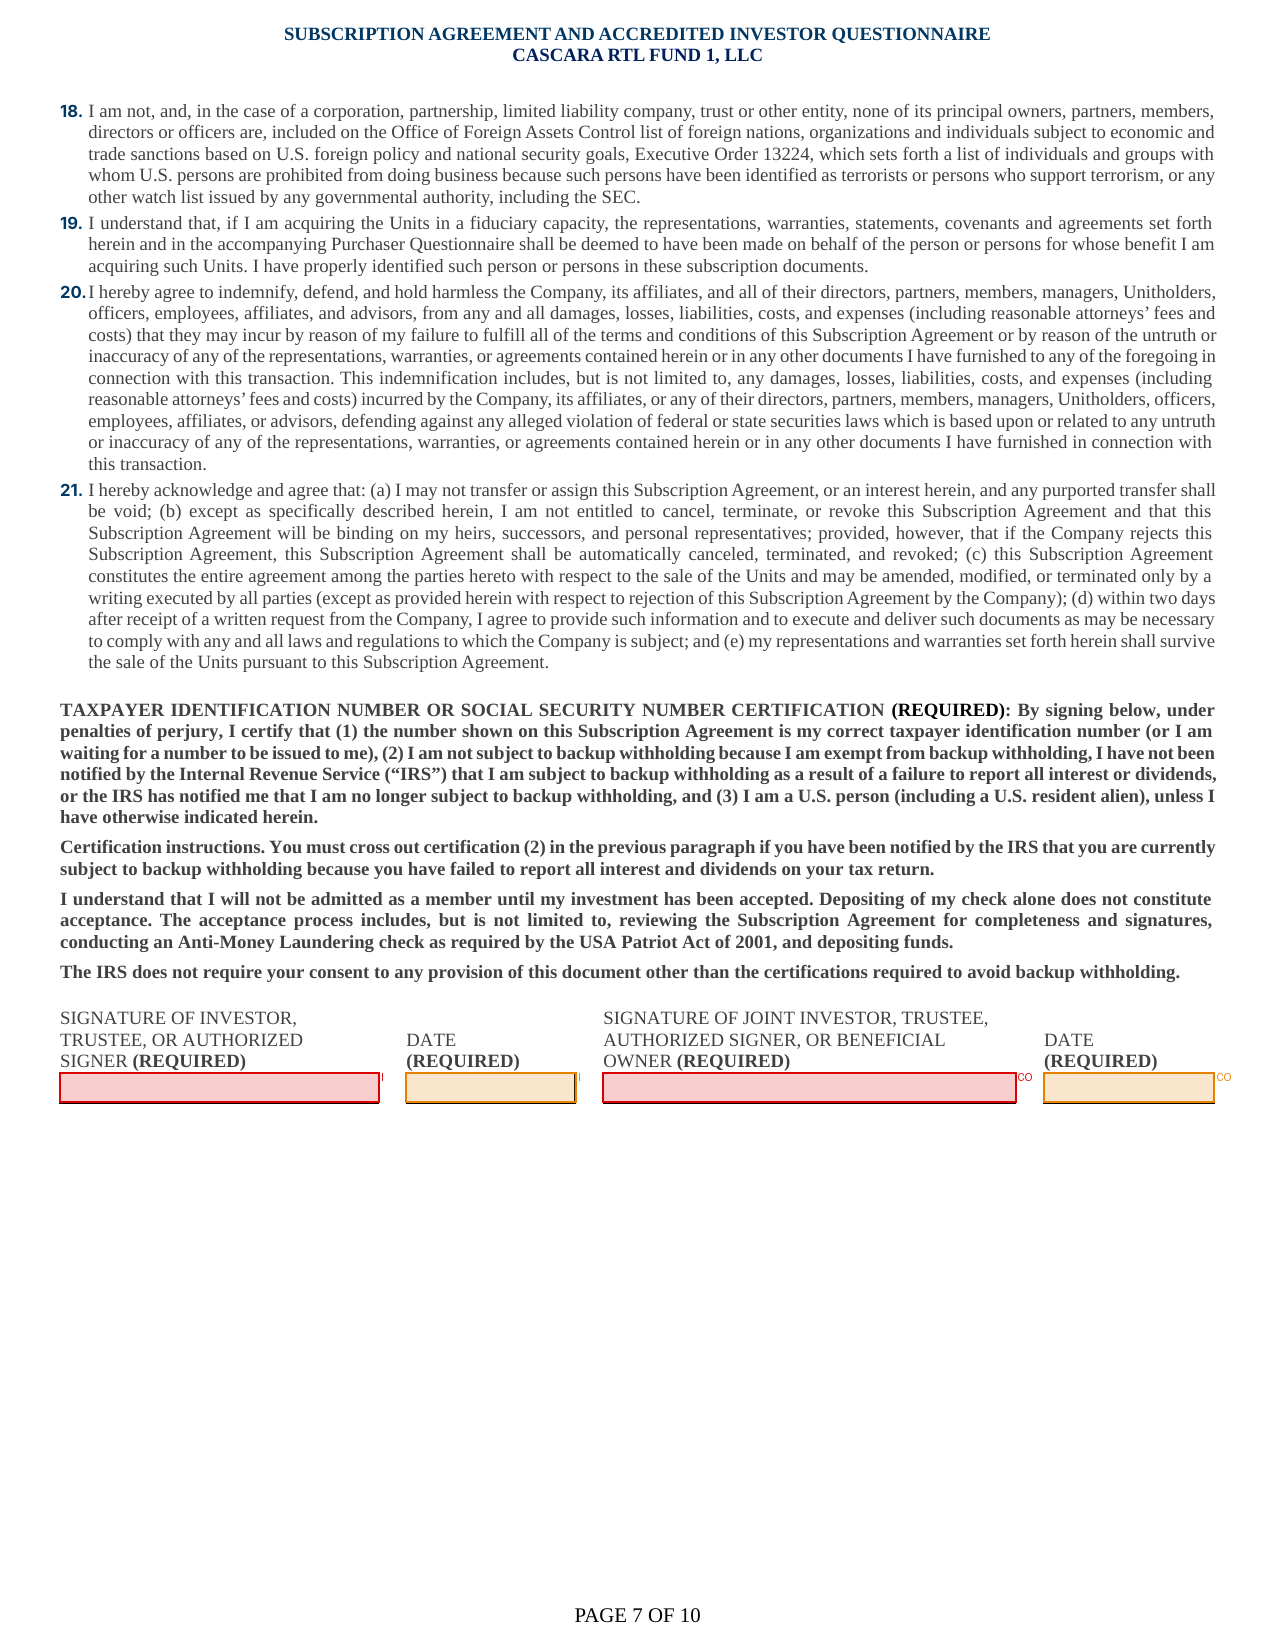 SUBSCRIPTION AGREEMENT AND ACCREDITED INVESTOR QUESTIONNAIRE
CASCARA RTL FUND 1, LLC
18. I am not, and, in the case of a corporation, partnership, limited liability company, trust or other entity, none of its principal owners, partners, members,
directors or officers are, included on the Office of Foreign Assets Control list of foreign nations, organizations and individuals subject to economic and
trade sanctions based on U.S. foreign policy and national security goals, Executive Order 13224, which sets forth a list of individuals and groups with
whom U.S. persons are prohibited from doing business because such persons have been identified as terrorists or persons who support terrorism, or any
other watch list issued by any governmental authority, including the SEC.
19. I understand that, if I am acquiring the Units in a fiduciary capacity, the representations, warranties, statements, covenants and agreements set forth
herein and in the accompanying Purchaser Questionnaire shall be deemed to have been made on behalf of the person or persons for whose benefit I am
acquiring such Units. I have properly identified such person or persons in these subscription documents.
20. I hereby agree to indemnify, defend, and hold harmless the Company, its affiliates, and all of their directors, partners, members, managers, Unitholders,
officers, employees, affiliates, and advisors, from any and all damages, losses, liabilities, costs, and expenses (including reasonable attorneys’ fees and
costs) that they may incur by reason of my failure to fulfill all of the terms and conditions of this Subscription Agreement or by reason of the untruth or
inaccuracy of any of the representations, warranties, or agreements contained herein or in any other documents I have furnished to any of the foregoing in
connection with this transaction. This indemnification includes, but is not limited to, any damages, losses, liabilities, costs, and expenses (including
reasonable attorneys’ fees and costs) incurred by the Company, its affiliates, or any of their directors, partners, members, managers, Unitholders, officers,
employees, affiliates, or advisors, defending against any alleged violation of federal or state securities laws which is based upon or related to any untruth
or inaccuracy of any of the representations, warranties, or agreements contained herein or in any other documents I have furnished in connection with
this transaction.
21. I hereby acknowledge and agree that: (a) I may not transfer or assign this Subscription Agreement, or an interest herein, and any purported transfer shall
be void; (b) except as specifically described herein, I am not entitled to cancel, terminate, or revoke this Subscription Agreement and that this
Subscription Agreement will be binding on my heirs, successors, and personal representatives; provided, however, that if the Company rejects this
Subscription Agreement, this Subscription Agreement shall be automatically canceled, terminated, and revoked; (c) this Subscription Agreement
constitutes the entire agreement among the parties hereto with respect to the sale of the Units and may be amended, modified, or terminated only by a
writing executed by all parties (except as provided herein with respect to rejection of this Subscription Agreement by the Company); (d) within two days
after receipt of a written request from the Company, I agree to provide such information and to execute and deliver such documents as may be necessary
to comply with any and all laws and regulations to which the Company is subject; and (e) my representations and warranties set forth herein shall survive
the sale of the Units pursuant to this Subscription Agreement.
TAXPAYER IDENTIFICATION NUMBER OR SOCIAL SECURITY NUMBER CERTIFICATION (REQUIRED): By signing below, under
penalties of perjury, I certify that (1) the number shown on this Subscription Agreement is my correct taxpayer identification number (or I am
waiting for a number to be issued to me), (2) I am not subject to backup withholding because I am exempt from backup withholding, I have not been
notified by the Internal Revenue Service (“IRS”) that I am subject to backup withholding as a result of a failure to report all interest or dividends,
or the IRS has notified me that I am no longer subject to backup withholding, and (3) I am a U.S. person (including a U.S. resident alien), unless I
have otherwise indicated herein.
Certification instructions. You must cross out certification (2) in the previous paragraph if you have been notified by the IRS that you are currently
subject to backup withholding because you have failed to report all interest and dividends on your tax return.
I understand that I will not be admitted as a member until my investment has been accepted. Depositing of my check alone does not constitute
acceptance. The acceptance process includes, but is not limited to, reviewing the Subscription Agreement for completeness and signatures,
conducting an Anti-Money Laundering check as required by the USA Patriot Act of 2001, and depositing funds.
The IRS does not require your consent to any provision of this document other than the certifications required to avoid backup withholding.
SIGNATURE OF INVESTOR,
TRUSTEE, OR AUTHORIZED
SIGNER (REQUIRED)
I
DATE
(REQUIRED)
I
SIGNATURE OF JOINT INVESTOR, TRUSTEE,
AUTHORIZED SIGNER, OR BENEFICIAL
OWNER (REQUIRED)
CO
DATE
(REQUIRED)
CO
PAGE 7 OF 10